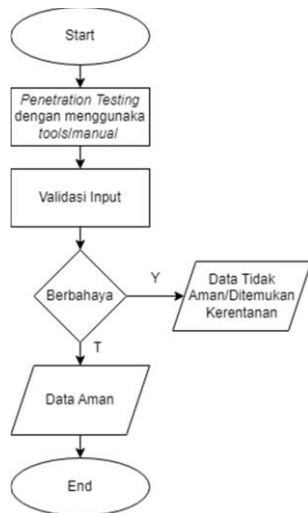 Start
Penetration Testing
dengan menggunaka
tools/manual
Validasi Input
Berbahaya
Y
Data Tidak
Aman/Ditemukan
Kerentanan
T
Data Aman
End